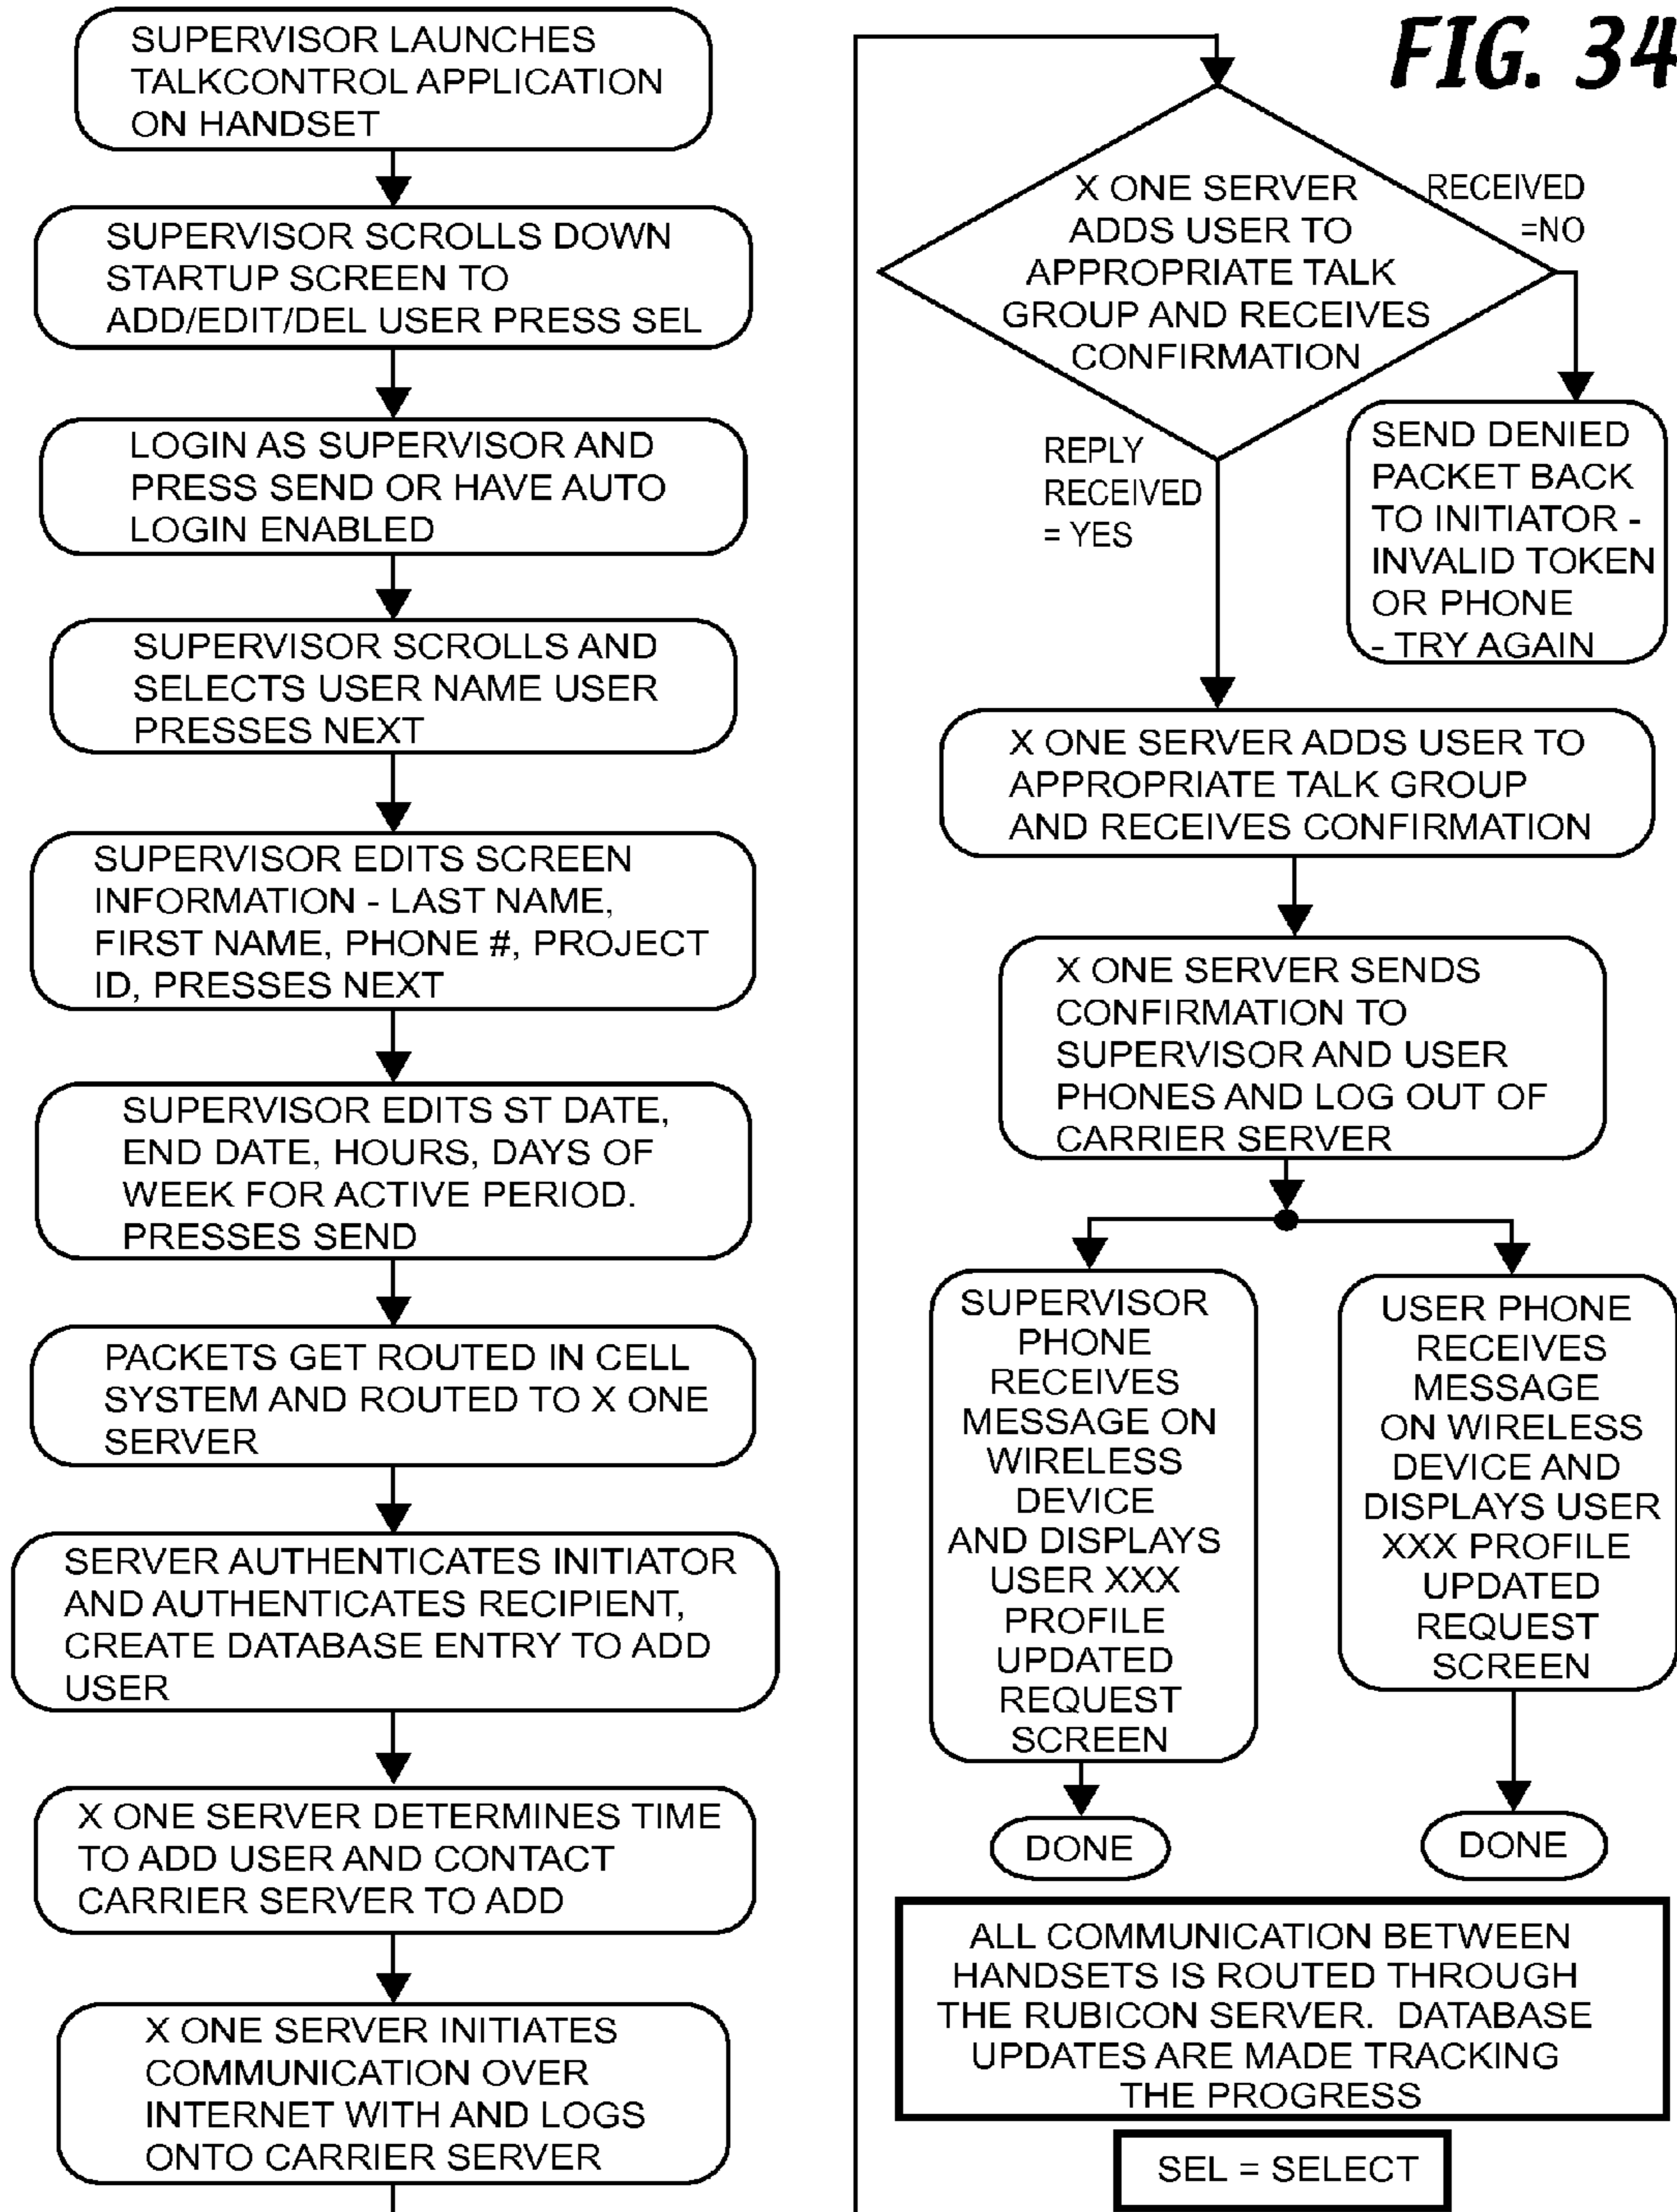 SUPERVISOR LAUNCHES
TALKCONTROL APPLICATION
ON HANDSET
SUPERVISOR SCROLLS DOWN
STARTUP SCREEN TO
ADD/EDIT/DEL USER PRESS SEL
LOGIN AS SUPERVISOR AND
PRESS SEND OR HAVE AUTO
LOGIN ENABLED
SUPERVISOR SCROLLS AND
SELECTS USER NAME USER
PRESSES NEXT
SUPERVISOR EDITS SCREEN
INFORMATION - LAST NAME,
FIRST NAME, PHONE #, PROJECT
ID, PRESSES NEXT
SUPERVISOR EDITS ST DATE,
END DATE, HOURS, DAYS OF
WEEK FOR ACTIVE PERIOD.
PRESSES SEND
PACKETS GET ROUTED IN CELL
SYSTEM AND ROUTED TO X ONE
SERVER
SERVER AUTHENTICATES INITIATOR
AND AUTHENTICATES RECIPIENT,
CREATE DATABASE ENTRY TO ADD
USER
X ONE SERVER DETERMINES TIME
TO ADD USER AND CONTACT
CARRIER SERVER TO ADD
X ONE SERVER INITIATES
COMMUNICATION OVER
INTERNET WITH AND LOGS
ONTO CARRIER SERVER
FIG. 34
X ONE SERVER
ADDS USER TO
APPROPRIATE TALK
GROUP AND RECEIVES
CONFIRMATION
RECEIVED
=NO
SEND DENIED
PACKET BACK
TO INITIATOR -
INVALID TOKEN
OR PHONE
- TRY AGAIN
REPLY
RECEIVED
= YES
X ONE SERVER ADDS USER TO
APPROPRIATE TALK GROUP
AND RECEIVES CONFIRMATION
X ONE SERVER SENDS
CONFIRMATION TO
SUPERVISOR AND USER
PHONES AND LOG OUT OF
CARRIER SERVER
SUPERVISOR
PHONE
RECEIVES
MESSAGE ON
WIRELESS
DEVICE
AND DISPLAYS
USER XXX
PROFILE
UPDATED
REQUEST
SCREEN
DONE
USER PHONE
RECEIVES
MESSAGE
ON WIRELESS
DEVICE AND
DISPLAYS USER
XXX PROFILE
UPDATED
REQUEST
SCREEN
DONE
ALL COMMUNICATION BETWEEN
HANDSETS IS ROUTED THROUGH
THE RUBICON SERVER. DATABASE
UPDATES ARE MADE TRACKING
THE PROGRESS
SEL = SELECT